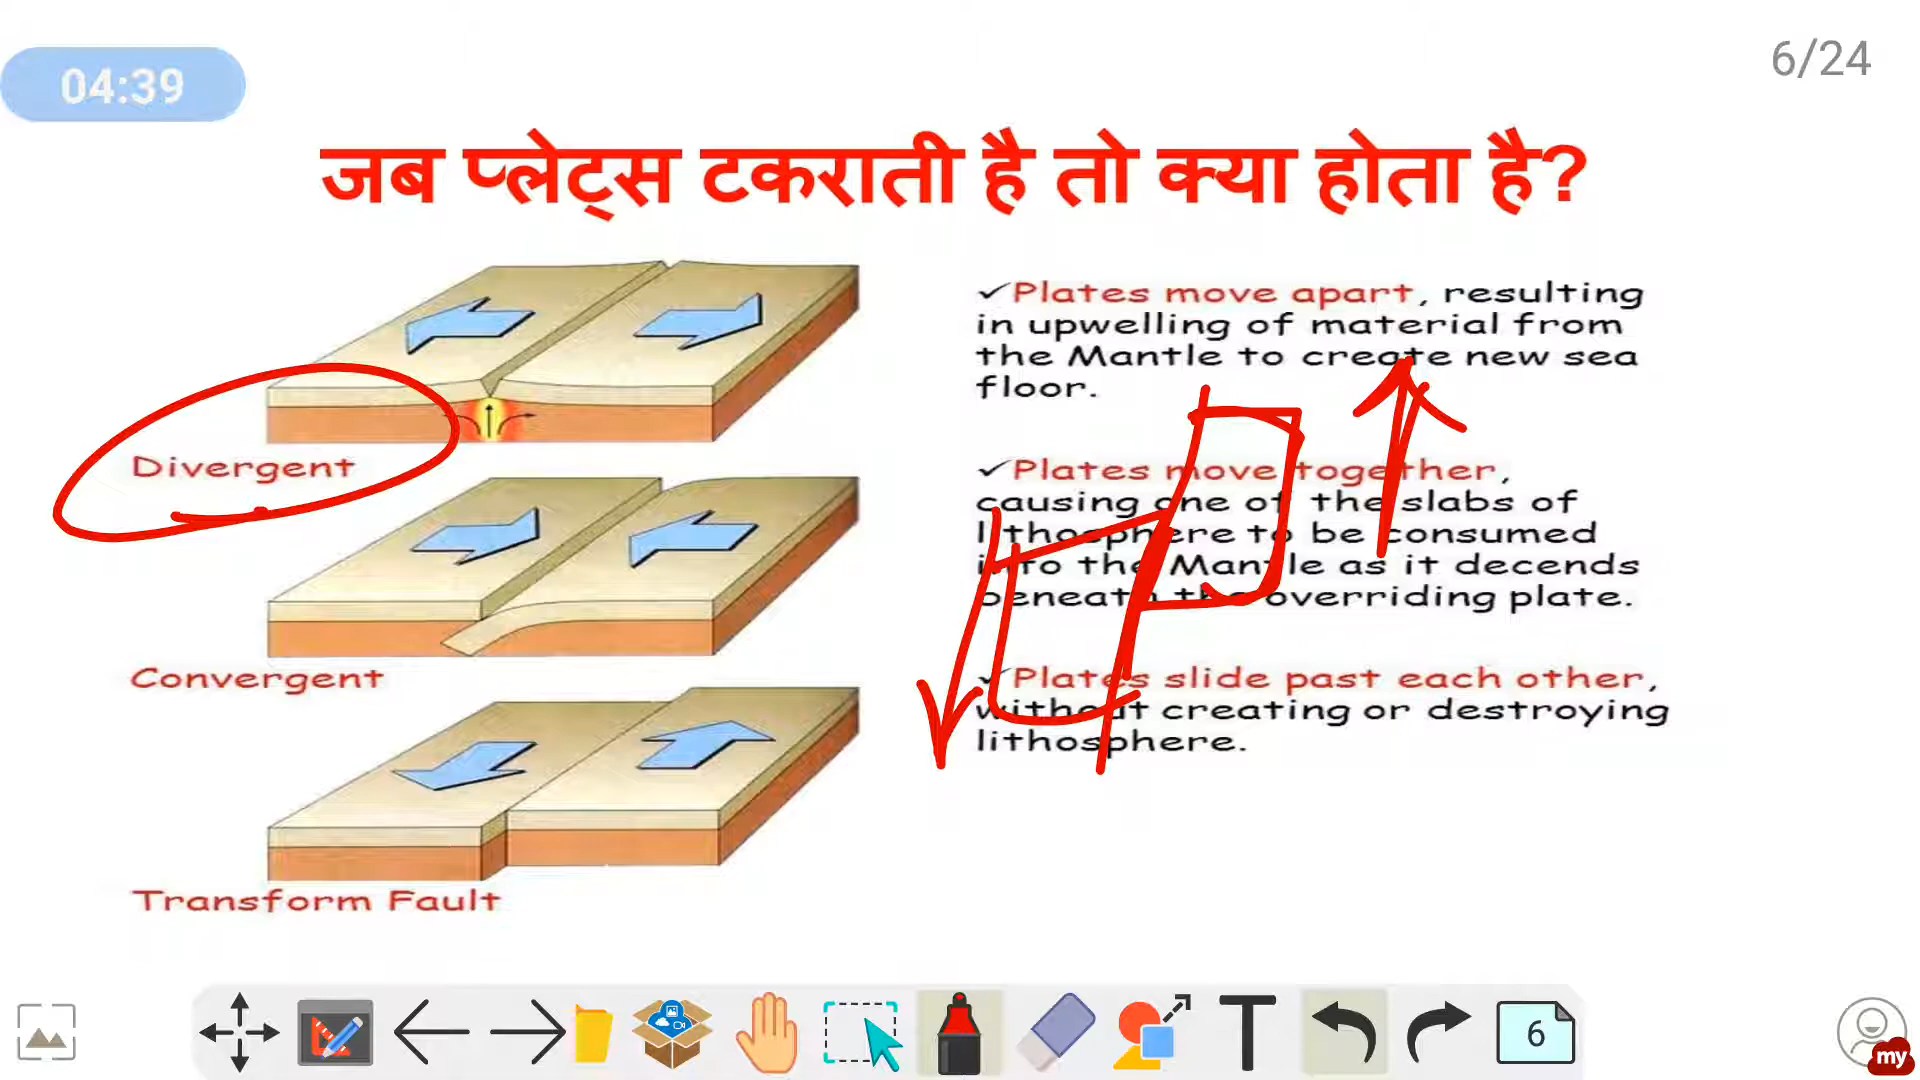 04:39
6/24
जब प्लेट्स टकराती है तो क्या होता है?
✓Plates move apart, resulting
in upwelling of material from
the Mantle to create new sea
floor.
Divergent
✓Plates move together,
causing one of the slabs of
lithosphere to be consumed
into the Mantle as it decends
beneath the overriding plate.
Convergent
✓Plates slide past each other,
without creating or destroying
lithosphere.
Transform Fault
T
6
my